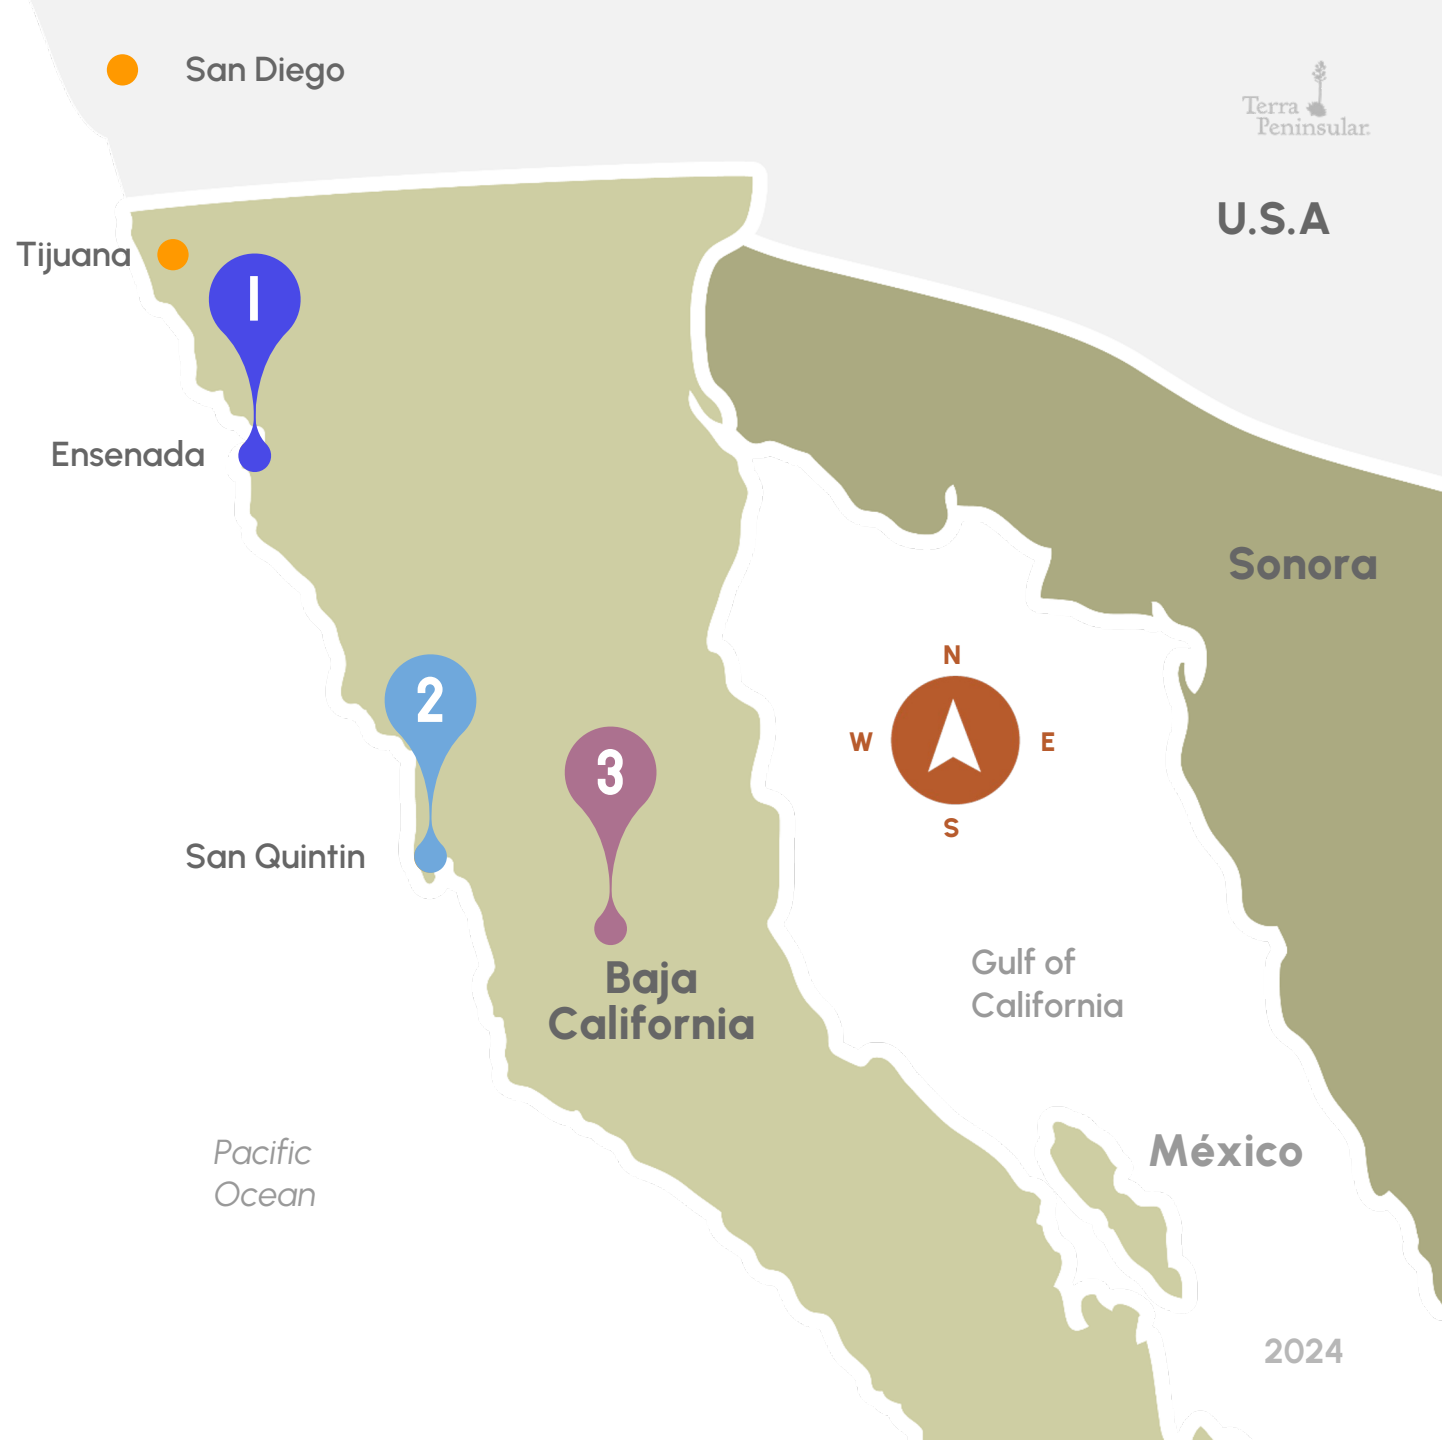 San Diego
Terra
Peninsular.
U.S.A
Tijuana
1
Ensenada
Sonora
N
W
E
S
2
3
San Quintin
Baja
California
Gulf of
California
Pacific
Ocean
México
2024